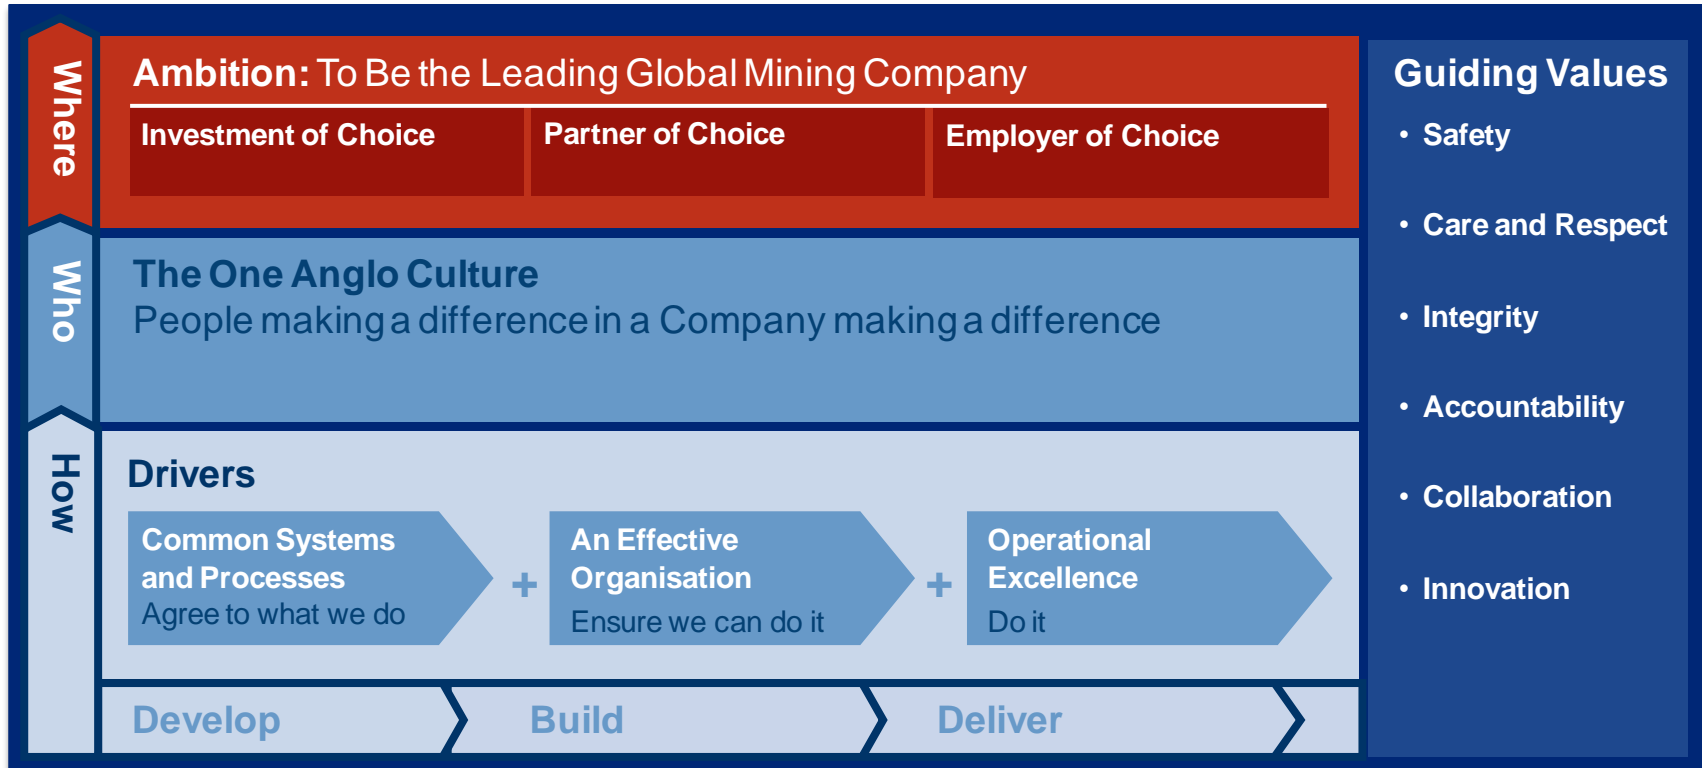 Where
Ambition: To Be the Leading Global Mining Company
Investment of Choice
Partner of Choice
Employer of Choice
Who
The One Anglo Culture
People making a difference in a Company making a difference
How
Drivers
Common Systems
and Processes
Agree to what we do
+
An Effective
Organisation
Ensure we can do it
+
Operational
Excellence
Do it
Develop
Build
Deliver
Guiding Values
• Safety
• Care and Respect
• Integrity
• Accountability
• Collaboration
• Innovation